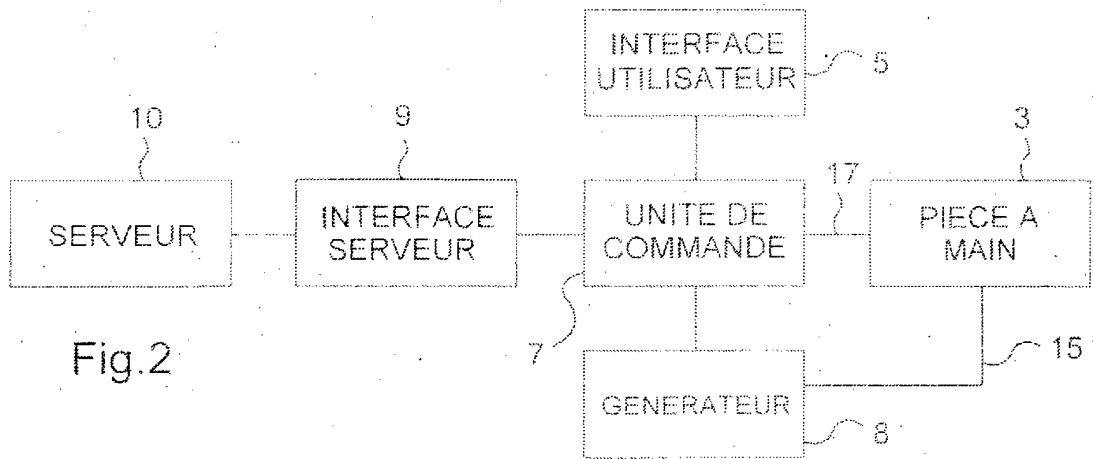 INTERFACE
UTILISATEUR
5
10
9
3
17
SERVEUR
INTERFACE
SERVEUR
UNITE DE
COMMANDE
PIECE A
MAIN
Fig.2
7
15
GENERATEUR
8